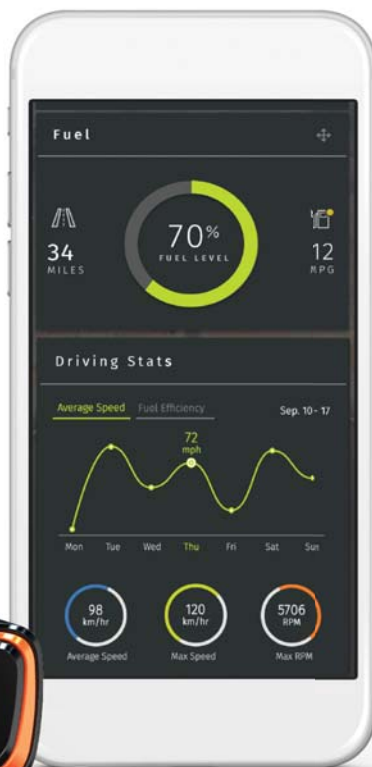 Fuel
34
MILES
70%
FUEL LEVEL
12
MPG
Driving Stats
Average Speed Fuel Efficiency Sep. 10 - 17
72
mph
Mon Tue Wed Thu Fri Sat Sun
98
km/hr
Average Speed
120
km/hr
Max Speed
5706
RPM
Max RPM